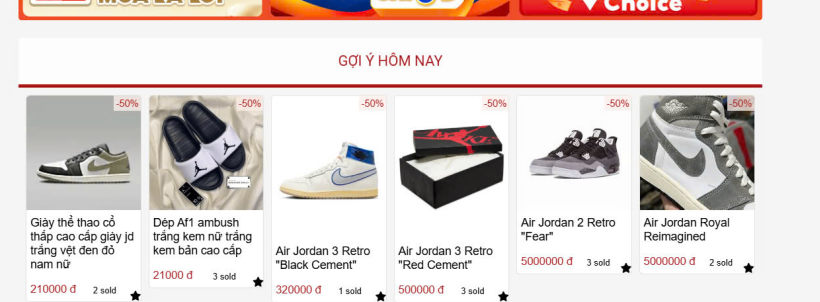 Choice
GỢI Ý HÔM NAY
-50%
-50%
-50%
-50%
-50%
-50%
Giày thể thao cổ
thấp cao cấp giày jd
trắng vệt đen đỏ
nam nữ
210000 đ 2 sold
Dép Af1 ambush
trắng kem nữ trắng
kem bản cao cấp
21000 đ 3 sold
Air Jordan 3 Retro
"Black Cement"
320000 đ 1 sold
Air Jordan 3 Retro
"Red Cement"
500000 đ 3 sold
Air Jordan 2 Retro
"Fear"
5000000 đ 3 sold
Air Jordan Royal
Reimagined
5000000 đ 2 sold